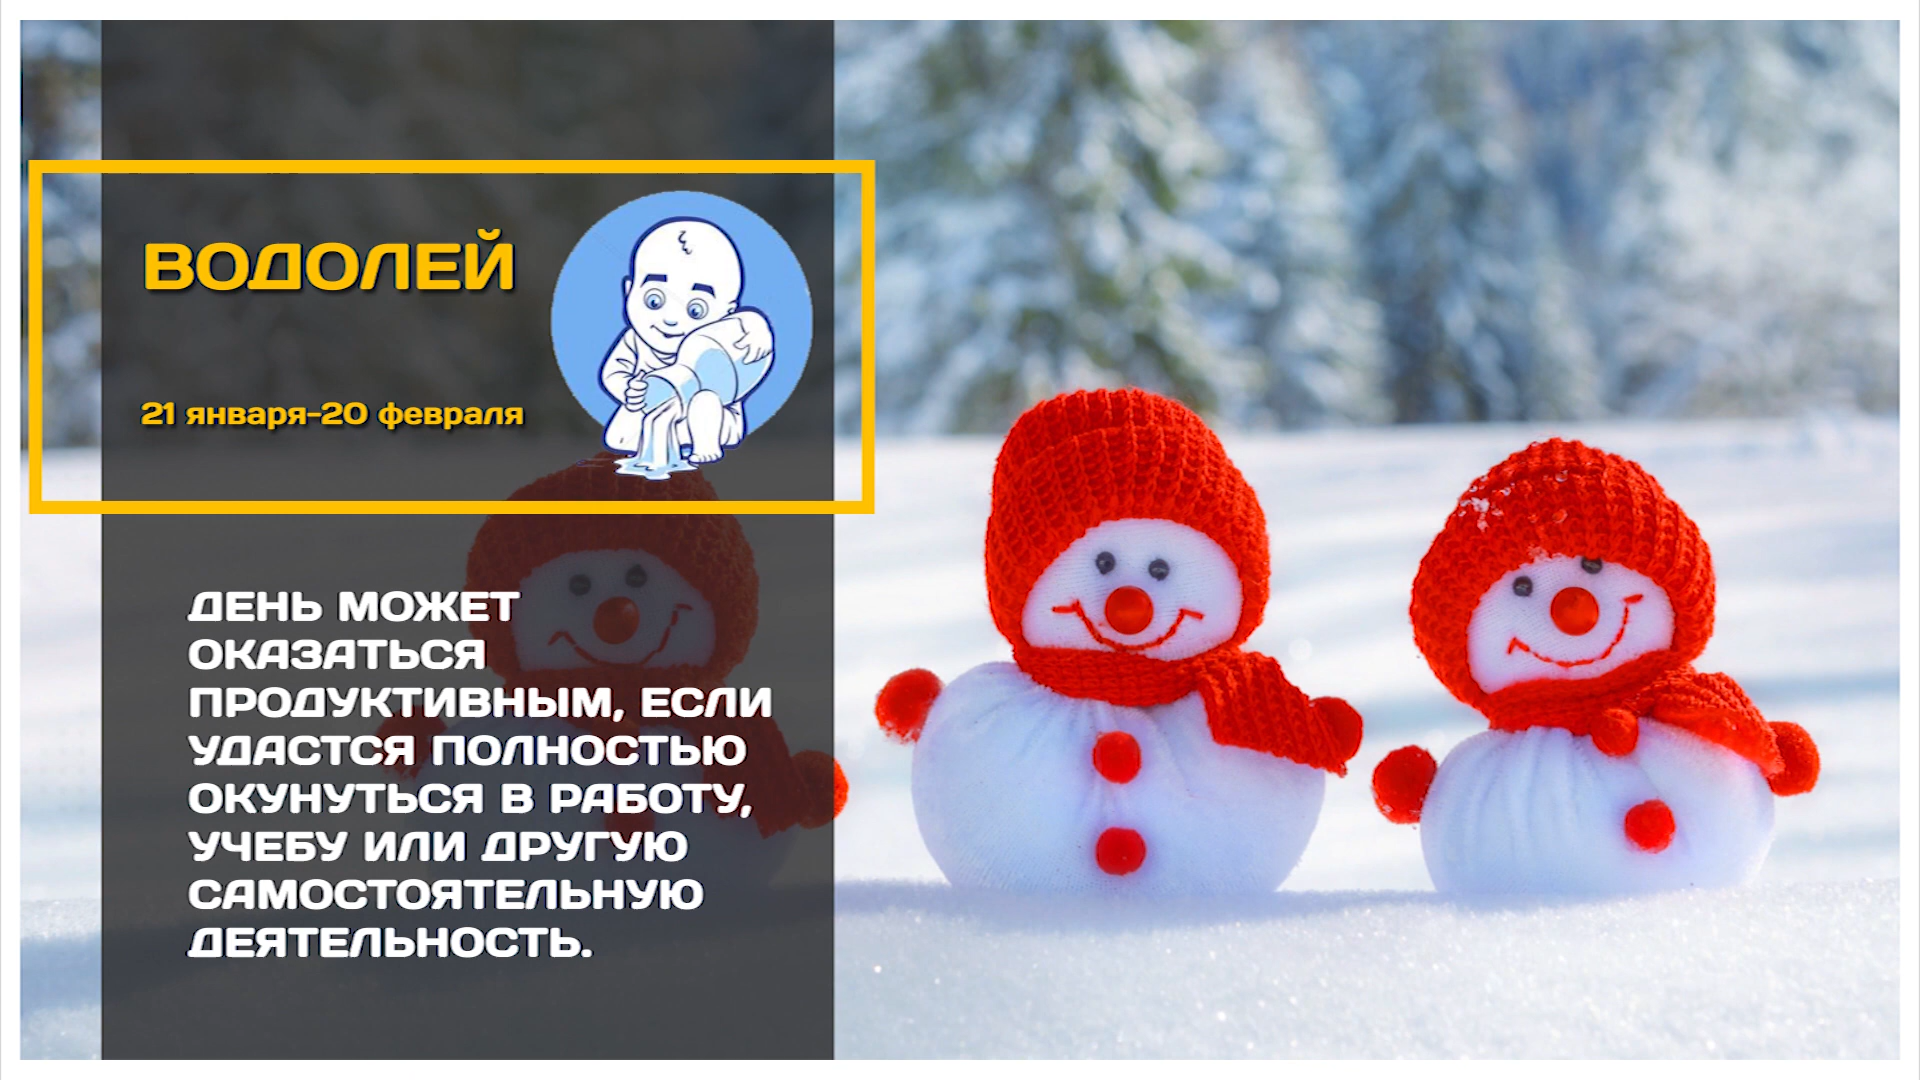 ВОДОЛЕЙ
21 января-20 февраля
ДЕНЬ МОЖЕТ
ОКАЗАТЬСЯ
ПРОДУКТИВНЫМ, ЕСЛИ
УДАСТСЯ ПОЛНОСТЬЮ
ОКУНУТЬСЯ В РАБОТУ,
УЧЕБУ ИЛИ ДРУГУЮ
САМОСТОЯТЕЛЬНУЮ
ДЕЯТЕЛЬНОСТЬ.